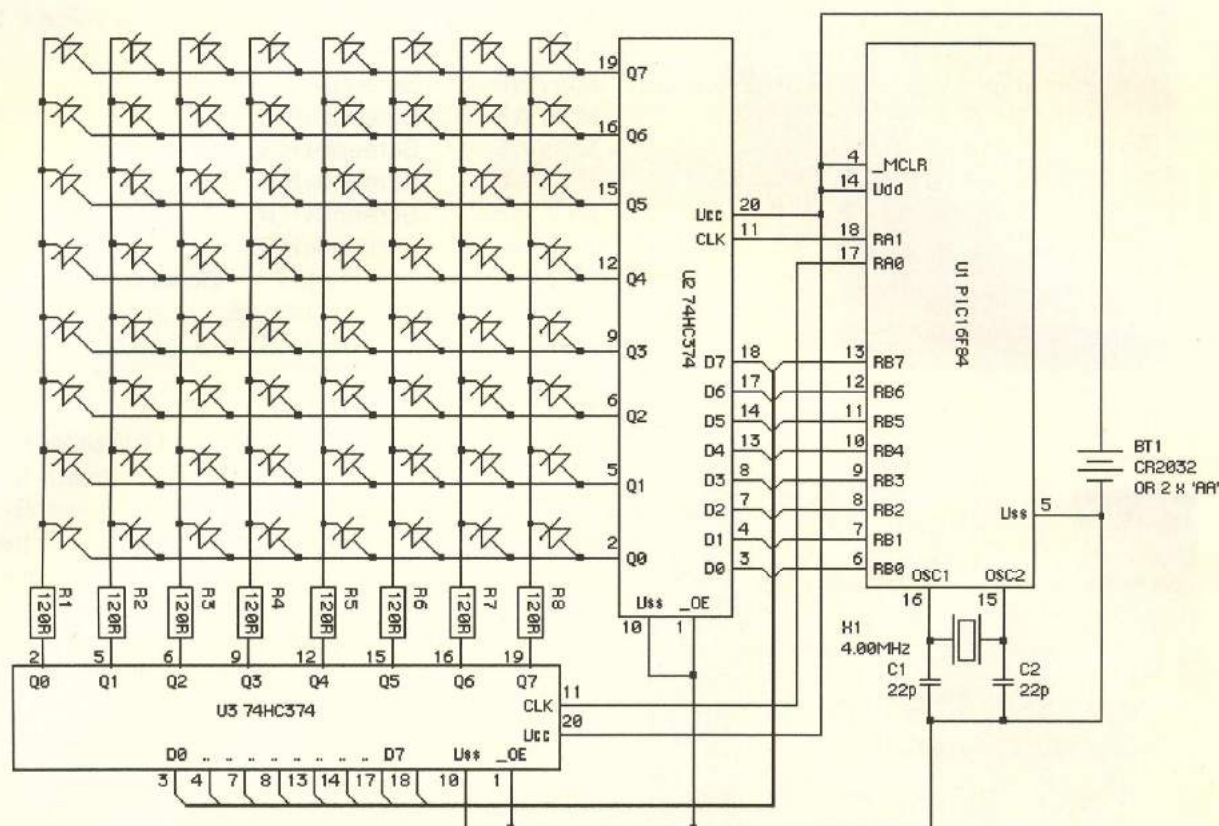 19 Q7
16 Q6
15 Q5
12 Q4
9 Q3
6 Q2
5 Q1
2 Q0
Vcc 20
CLK 11
U2 74HC374
D7 18
D6 17
D5 14
D4 13
D3 8
D2 7
D1 4
D0 3
Vss _OE
10 1
4 _MCLR
14 Vdd
18 RA1
17 RA0
U1 PIC16F84
13 RB7
12 RB6
11 RB5
10 RB4
9 RB3
8 RB2
7 RB1
6 RB0
Vss 5
OSC1 OSC2
16 15
BT1
CR2032
OR 2 x 'AA'
X1
4.00MHz
C1
22p
C2
22p
R1 R2 R3 R4 R5 R6 R7 R8
120R 120R 120R 120R 120R 120R 120R 120R
2 5 6 9 12 15 16 19
Q0 Q1 Q2 Q3 Q4 Q5 Q6 Q7
U3 74HC374
CLK 11
Vcc 20
D0 .. .. .. .. .. .. D7 Vss _OE
3 4 7 8 13 14 17 18 10 1